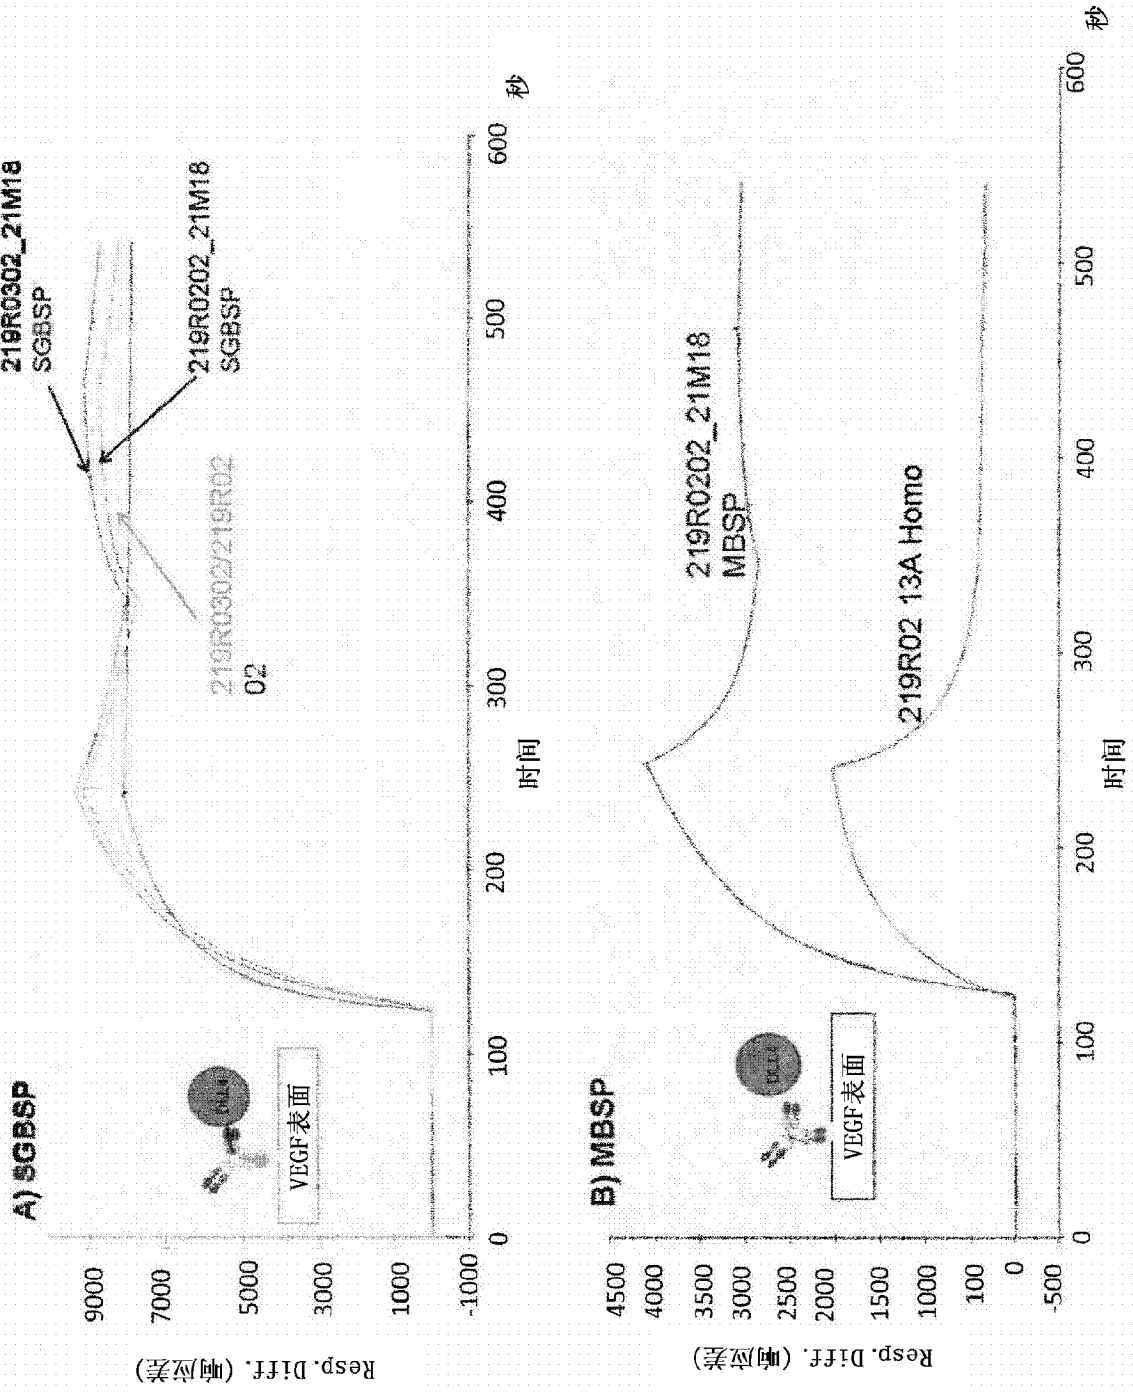 A) SGBSP
Resp.Diff.(响应差)
9000
7000
5000
3000
1000
-1000
0
100
200
300
400
500
600
时间
秒
VEGF表面
DLL4
219R0302_21M18
SGBSP
219R0202_21M18
SGBSP
219R0302/219R02
02
B) MBSP
Resp.Diff.(响应差)
4500
4000
3500
3000
2500
2000
1500
1000
100
0
-500
0
100
200
300
400
500
600
时间
秒
VEGF表面
DLL4
219R0202_21M18
MBSP
219R02 13A Homo